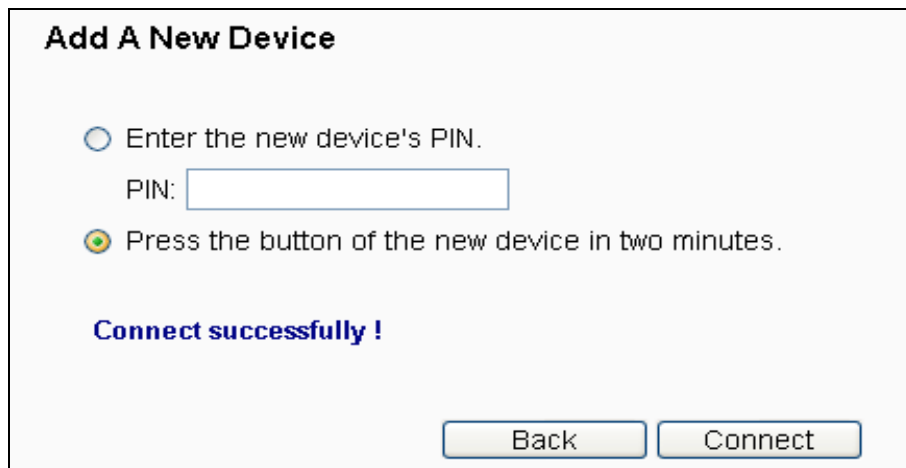 Add A New Device
Enter the new device's PIN.
PIN:
Press the button of the new device in two minutes.
Connect successfully !
Back
Connect